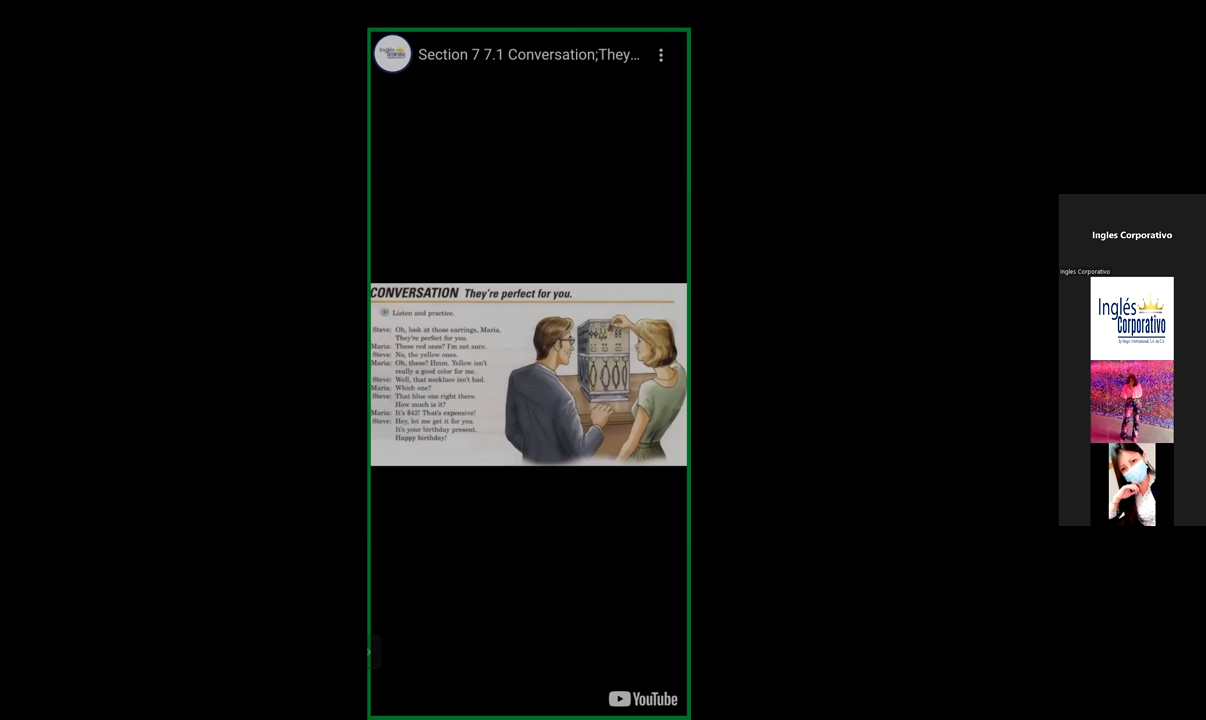 Section 7 7.1 Conversation;They...
CONVERSATION They're perfect for you.
Listen and practice.
Steve: Oh, look at those earrings, Maria.
They're perfect for you.
Maria: These red ones? I'm not sure.
Steve: No, the yellow ones.
Maria: Oh, these? Hmm. Yellow isn't
really a good color for me.
Steve: Well, that necklace isn't bad.
Maria: Which one?
Steve: That blue one right there.
How much is it?
Maria: It's $42! That's expensive!
Steve: Hey, let me get it for you.
It's your birthday present.
Happy birthday!
YouTube
Ingles Corporativo
Ingles Corporativo
Inglés
Corporativo